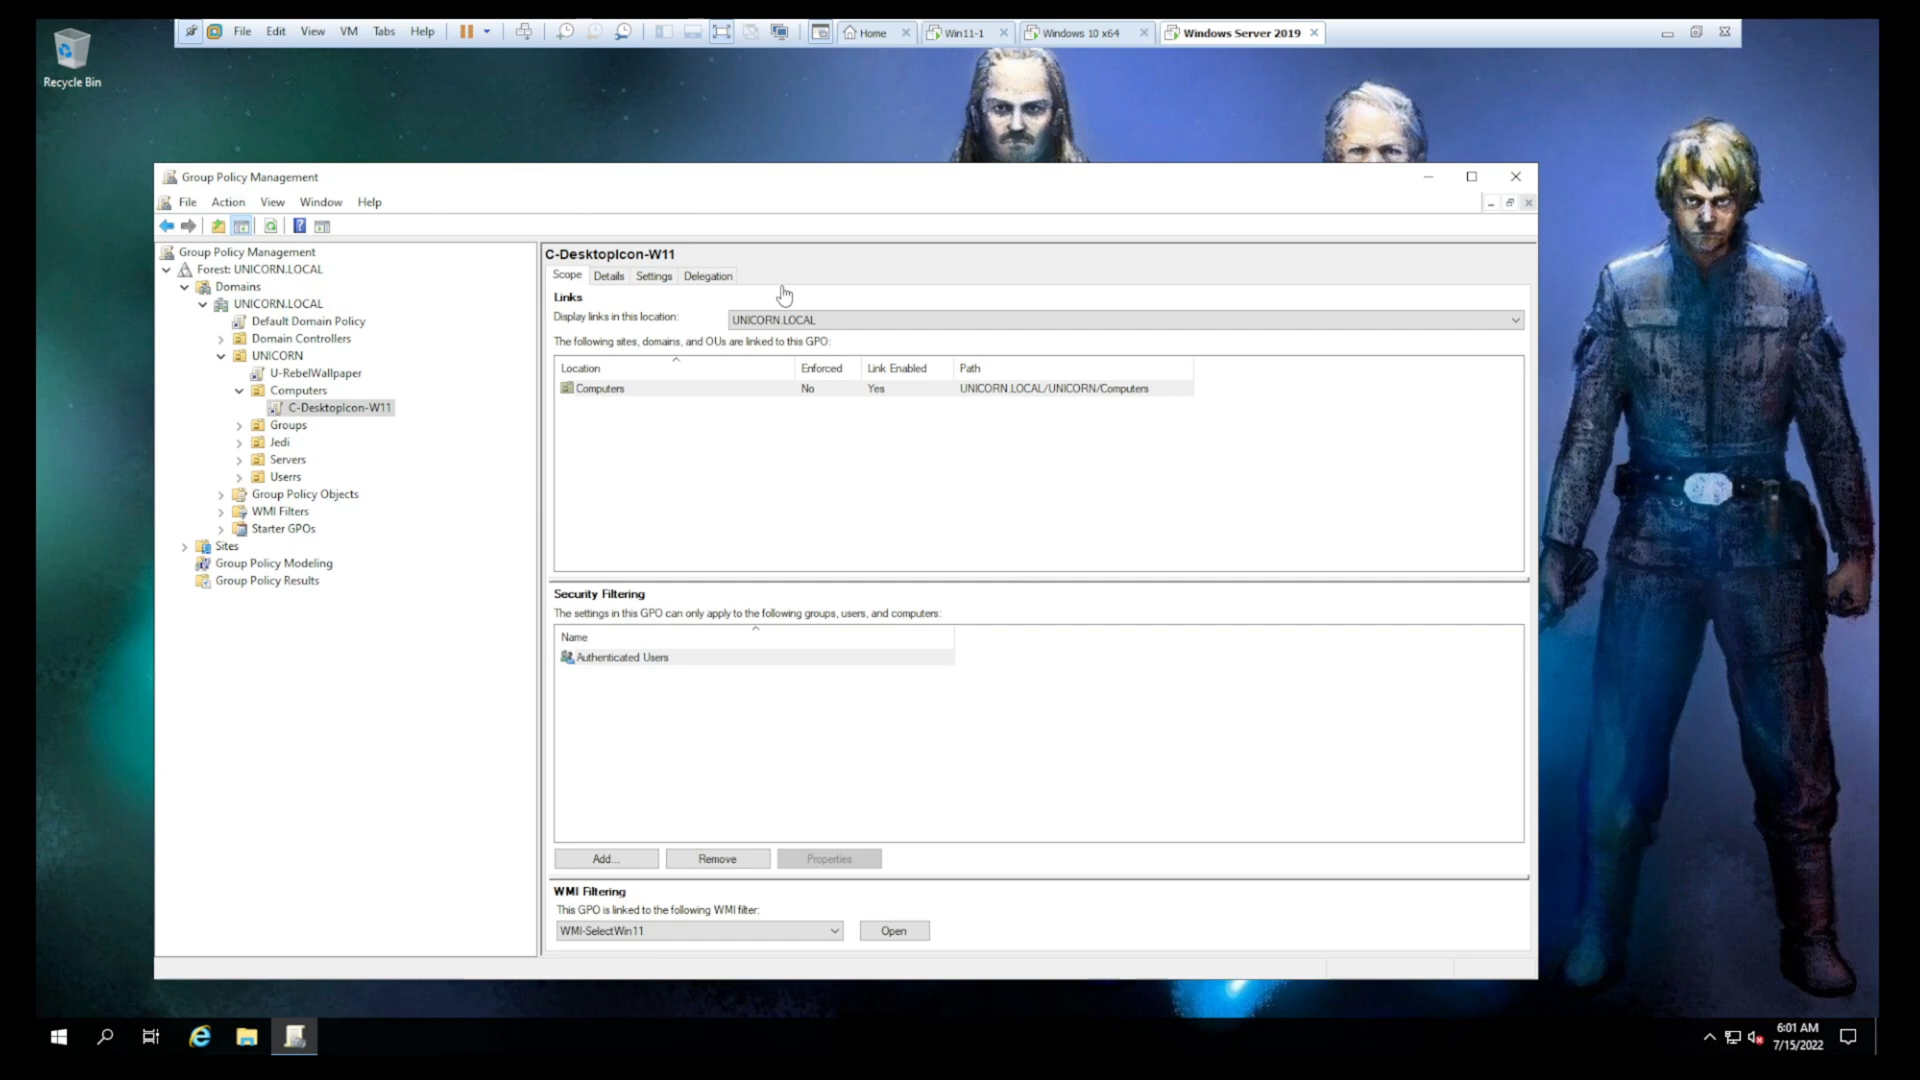 File Edit View VM Tabs Help Home Win11-1 Windows 10 x64 Windows Server 2019
Recycle Bin
Group Policy Management
File Action View Window Help
Group Policy Management
Forest: UNICORN.LOCAL
Domains
UNICORN.LOCAL
Default Domain Policy
Domain Controllers
UNICORN
U-RebelWallpaper
Computers
C-DesktopIcon-W11
Groups
Jedi
Servers
Userrs
Group Policy Objects
WMI Filters
Starter GPOs
Sites
Group Policy Modeling
Group Policy Results
C-DesktopIcon-W11
Scope Details Settings Delegation
Links
Display links in this location: UNICORN.LOCAL
The following sites, domains, and OUs are linked to this GPO:
Location Enforced Link Enabled Path
Computers No Yes UNICORN.LOCAL/UNICORN/Computers
Security Filtering
The settings in this GPO can only apply to the following groups, users, and computers:
Name
Authenticated Users
Add... Remove Properties
WMI Filtering
This GPO is linked to the following WMI filter:
WMI-SelectWin11 Open
6:01 AM
7/15/2022